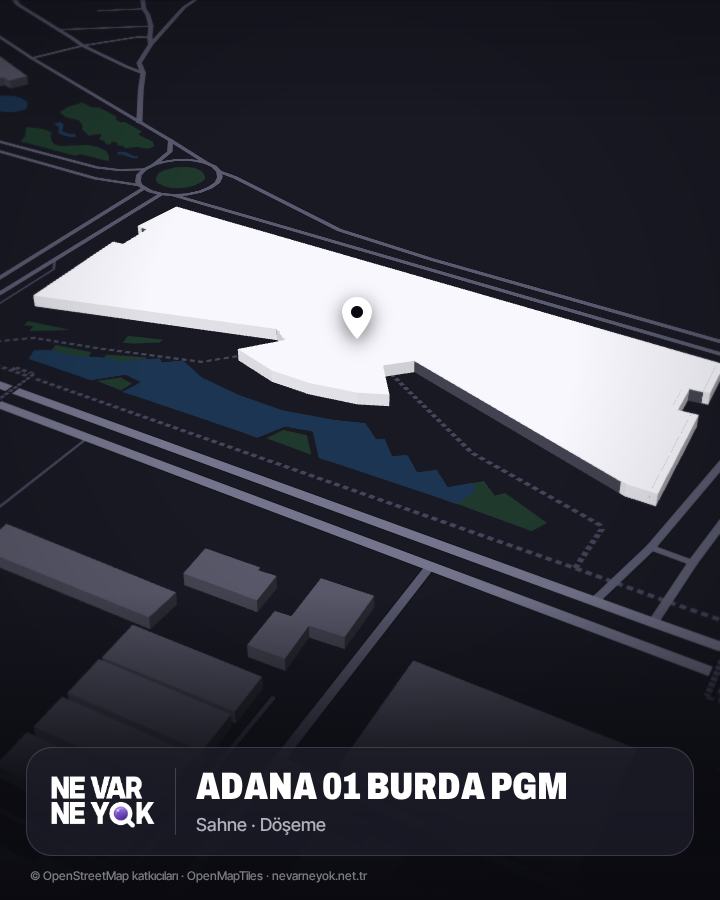 NE VAR
NE YOK
ADANA 01 BURDA PGM
Sahne · Döşeme
© OpenStreetMap katkıcıları · OpenMapTiles · nevarneyok.net.tr